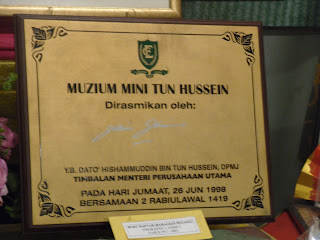 MUZIUM MINI TUN HUSSEIN
Dirasmikan oleh:
Y.B. DATO' HISHAMMUDDIN BIN TUN HUSSEIN, DPMJ
TIMBALAN MENTERI PERUSAHAAN UTAMA
PADA HARI JUMAAT, 26 JUN 1998
BERSAMAAN 2 RABIULAWAL 1419